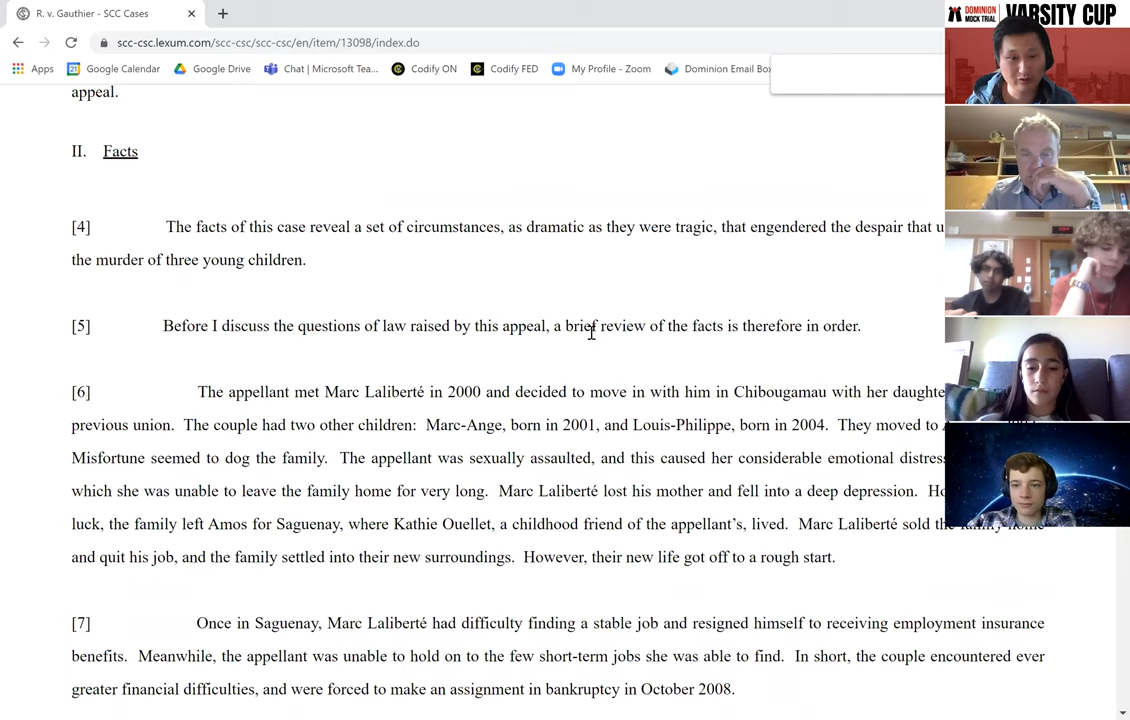 R. v. Gauthier - SCC Cases
scc-csc.lexum.com/scc-csc/scc-csc/en/item/13098/index.do
Apps Google Calendar Google Drive Chat | Microsoft Tea... Codify ON Codify FED My Profile - Zoom Dominion Email Box
DOMINION
MOCK TRIAL
VARSITY CUP
appeal.
II. Facts
[4] The facts of this case reveal a set of circumstances, as dramatic as they were tragic, that engendered the despair that
the murder of three young children.
[5] Before I discuss the questions of law raised by this appeal, a brief review of the facts is therefore in order.
[6] The appellant met Marc Laliberté in 2000 and decided to move in with him in Chibougamau with her
previous union. The couple had two other children: Marc-Ange, born in 2001, and Louis-Philippe, born in 2004. They moved to
Misfortune seemed to dog the family. The appellant was sexually assaulted, and this caused her considerable emotional
which she was unable to leave the family home for very long. Marc Laliberté lost his mother and fell into a deep depression.
luck, the family left Amos for Saguenay, where Kathie Ouellet, a childhood friend of the appellant's, lived. Marc Laliberté sold the family home
and quit his job, and the family settled into their new surroundings. However, their new life got off to a rough start.
[7] Once in Saguenay, Marc Laliberté had difficulty finding a stable job and resigned himself to receiving employment insurance
benefits. Meanwhile, the appellant was unable to hold on to the few short-term jobs she was able to find. In short, the couple encountered ever
greater financial difficulties, and were forced to make an assignment in bankruptcy in October 2008.